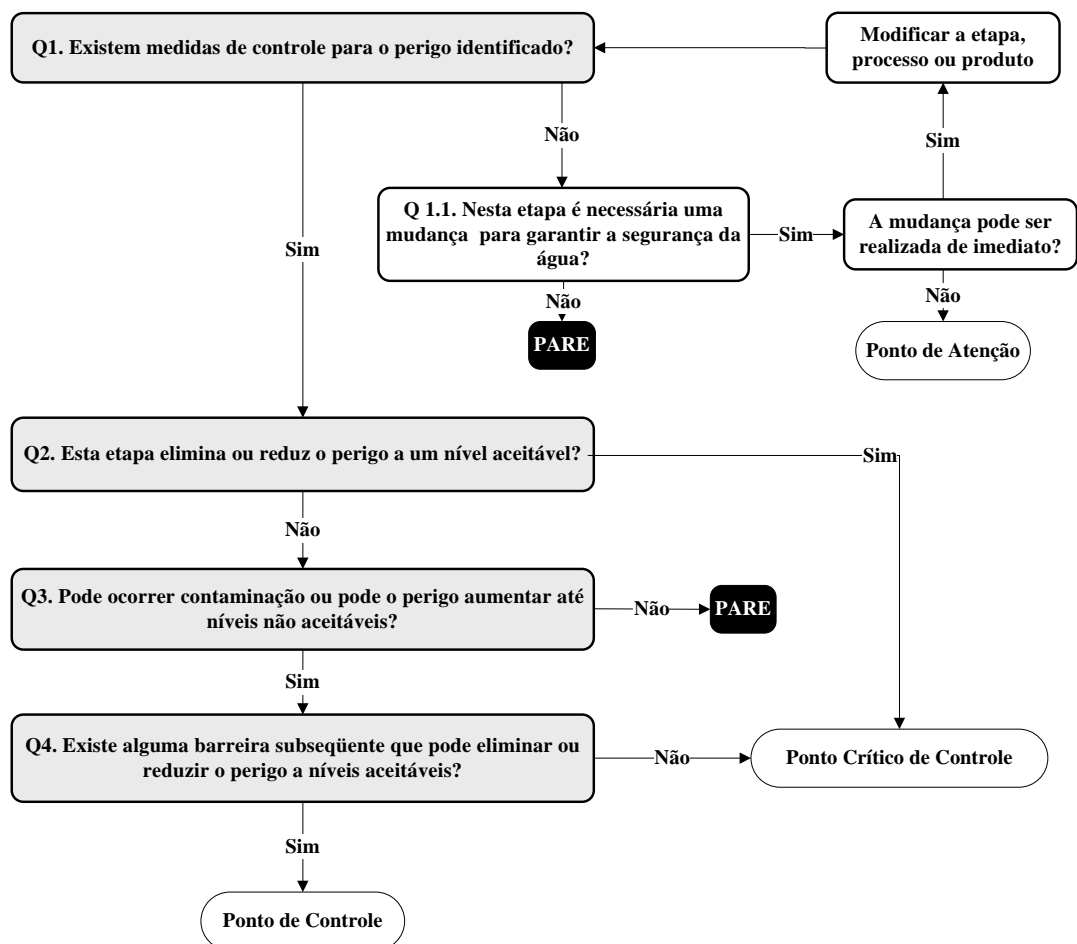 Q1. Existem medidas de controle para o perigo identificado?
Modificar a etapa,
processo ou produto
Não
Sim
Q 1.1. Nesta etapa é necessária uma
mudança para garantir a segurança da
água?
Sim
A mudança pode ser
realizada de imediato?
Sim
Não
Não
PARE
Ponto de Atenção
Q2. Esta etapa elimina ou reduz o perigo a um nível aceitável?
Sim
Não
Q3. Pode ocorrer contaminação ou pode o perigo aumentar até
níveis não aceitáveis?
Não
PARE
Sim
Q4. Existe alguma barreira subseqüente que pode eliminar ou
reduzir o perigo a níveis aceitáveis?
Não
Ponto Crítico de Controle
Sim
Ponto de Controle